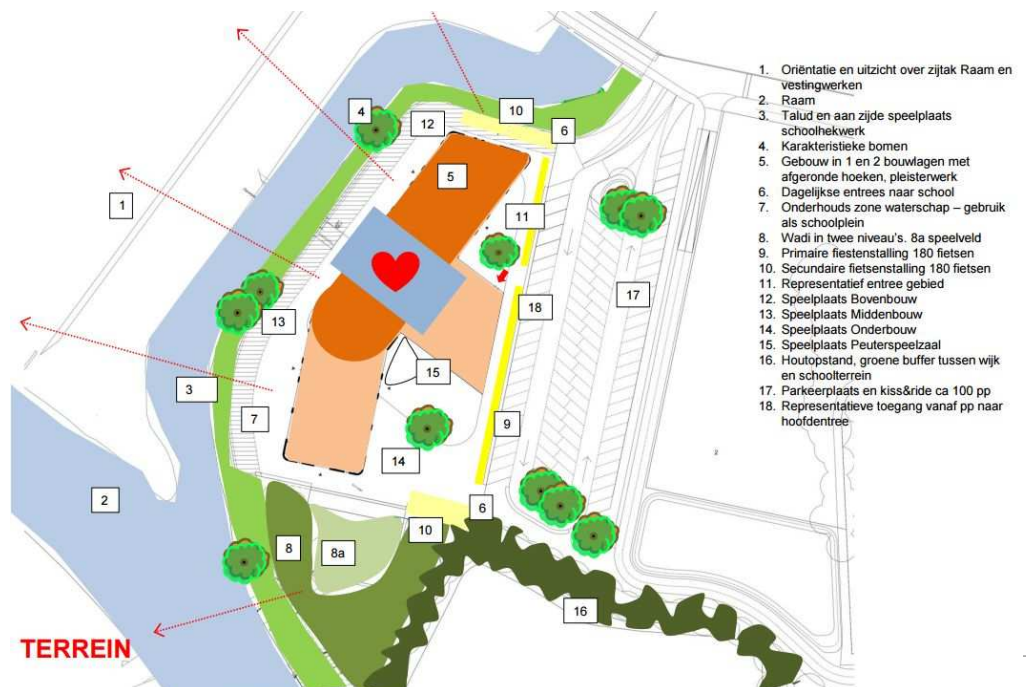 1. Oriëntatie en uitzicht over zijtak Raam en
vestingwerken
2. Raam
3. Talud en aan zijde speelplaats
schoolhekwerk
4. Karakteristieke bomen
5. Gebouw in 1 en 2 bouwlagen met
afgeronde hoeken, pleisterwerk
6. Dagelijkse entrees naar school
7. Onderhouds zone waterschap – gebruik
als schoolplein
8. Wadi in twee niveau's. 8a speelveld
9. Primaire fiestenstalling 180 fietsen
10. Secundaire fietsenstalling 180 fietsen
11. Representatief entree gebied
12. Speelplaats Bovenbouw
13. Speelplaats Middenbouw
14. Speelplaats Onderbouw
15. Speelplaats Peuterspeelzaal
16. Houtopstand, groene buffer tussen wijk
en schoolterrein
17. Parkeerplaats en kiss&ride ca 100 pp
18. Representatieve toegang vanaf pp naar
hoofdentree
4
12
10
6
5
1
11
13
17
18
15
3
7
9
14
2
6
10
8
8a
16
TERREIN